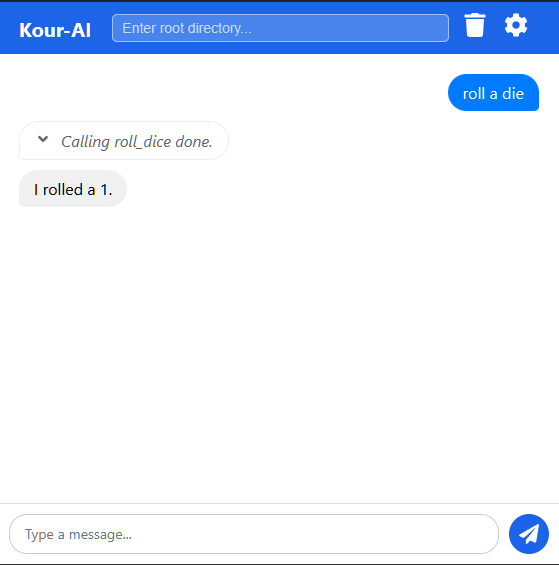 Kour-AI
Enter root directory...
roll a die
Calling roll_dice done.
I rolled a 1.
Type a message...